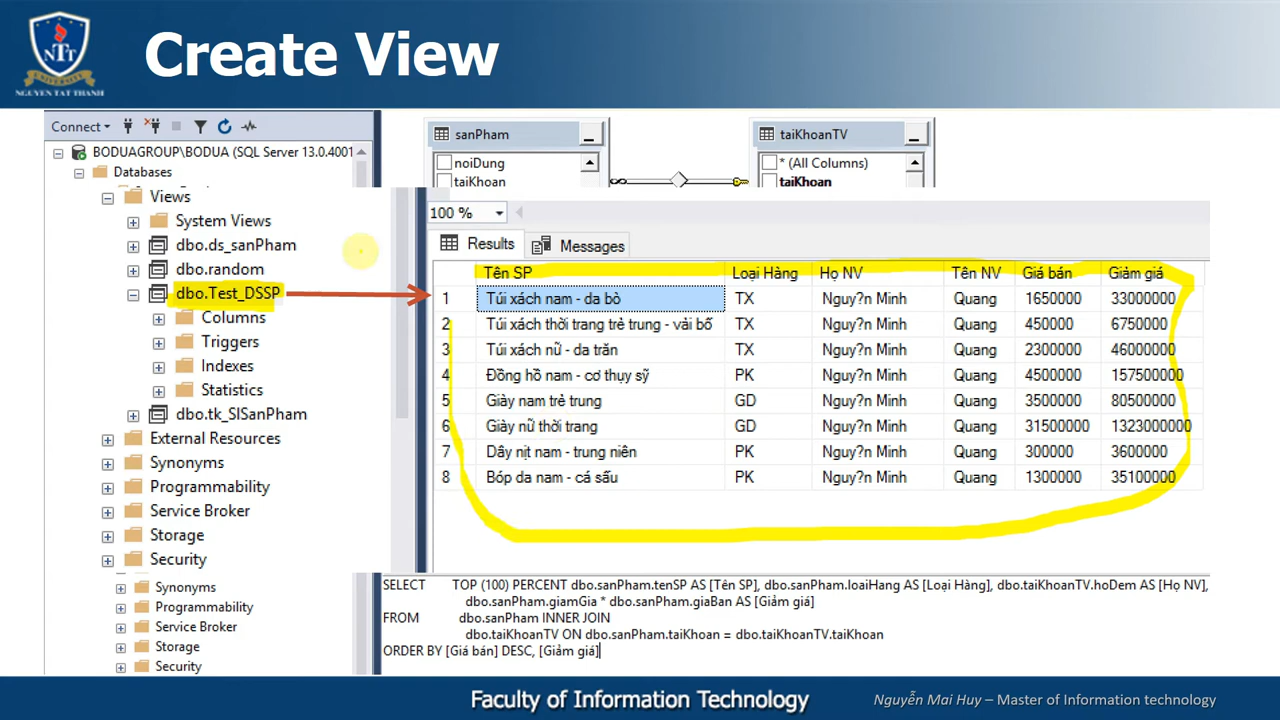 NTT
UNIVERSITY
NGUYEN TAT THANH
Create View
Connect
BODUAGROUP\BODUA (SQL Server 13.0.4001
Databases
Views
System Views
dbo.ds_sanPham
dbo.random
dbo.Test_DSSP
Columns
Triggers
Indexes
Statistics
dbo.tk_SlSanPham
External Resources
Synonyms
Programmability
Service Broker
Storage
Security
Synonyms
Programmability
Service Broker
Storage
Security
sanPham
noiDung
taiKhoan
taiKhoanTV
* (All Columns)
taiKhoan
100 %
Results Messages
Tên SP Loại Hàng Họ NV Tên NV Giá bán Giảm giá
1 Túi xách nam - da bò TX Nguy?n Minh Quang 1650000 33000000
2 Túi xách thời trang trẻ trung - vải bố TX Nguy?n Minh Quang 450000 6750000
3 Túi xách nữ - da trăn TX Nguy?n Minh Quang 2300000 46000000
4 Đồng hồ nam - cơ thụy sỹ PK Nguy?n Minh Quang 4500000 157500000
5 Giày nam trẻ trung GD Nguy?n Minh Quang 3500000 80500000
6 Giày nữ thời trang GD Nguy?n Minh Quang 31500000 1323000000
7 Dây nịt nam - trung niên PK Nguy?n Minh Quang 300000 3600000
8 Bóp da nam - cá sấu PK Nguy?n Minh Quang 1300000 35100000
SELECT TOP (100) PERCENT dbo.sanPham.tenSP AS [Tên SP], dbo.sanPham.loaiHang AS [Loại Hàng], dbo.taiKhoanTV.hoDem AS [Họ NV],
dbo.sanPham.giamGia * dbo.sanPham.giaBan AS [Giảm giá]
FROM dbo.sanPham INNER JOIN
dbo.taiKhoanTV ON dbo.sanPham.taiKhoan = dbo.taiKhoanTV.taiKhoan
ORDER BY [Giá bán] DESC, [Giảm giá]
Faculty of Information Technology
Nguyễn Mai Huy – Master of Information technology